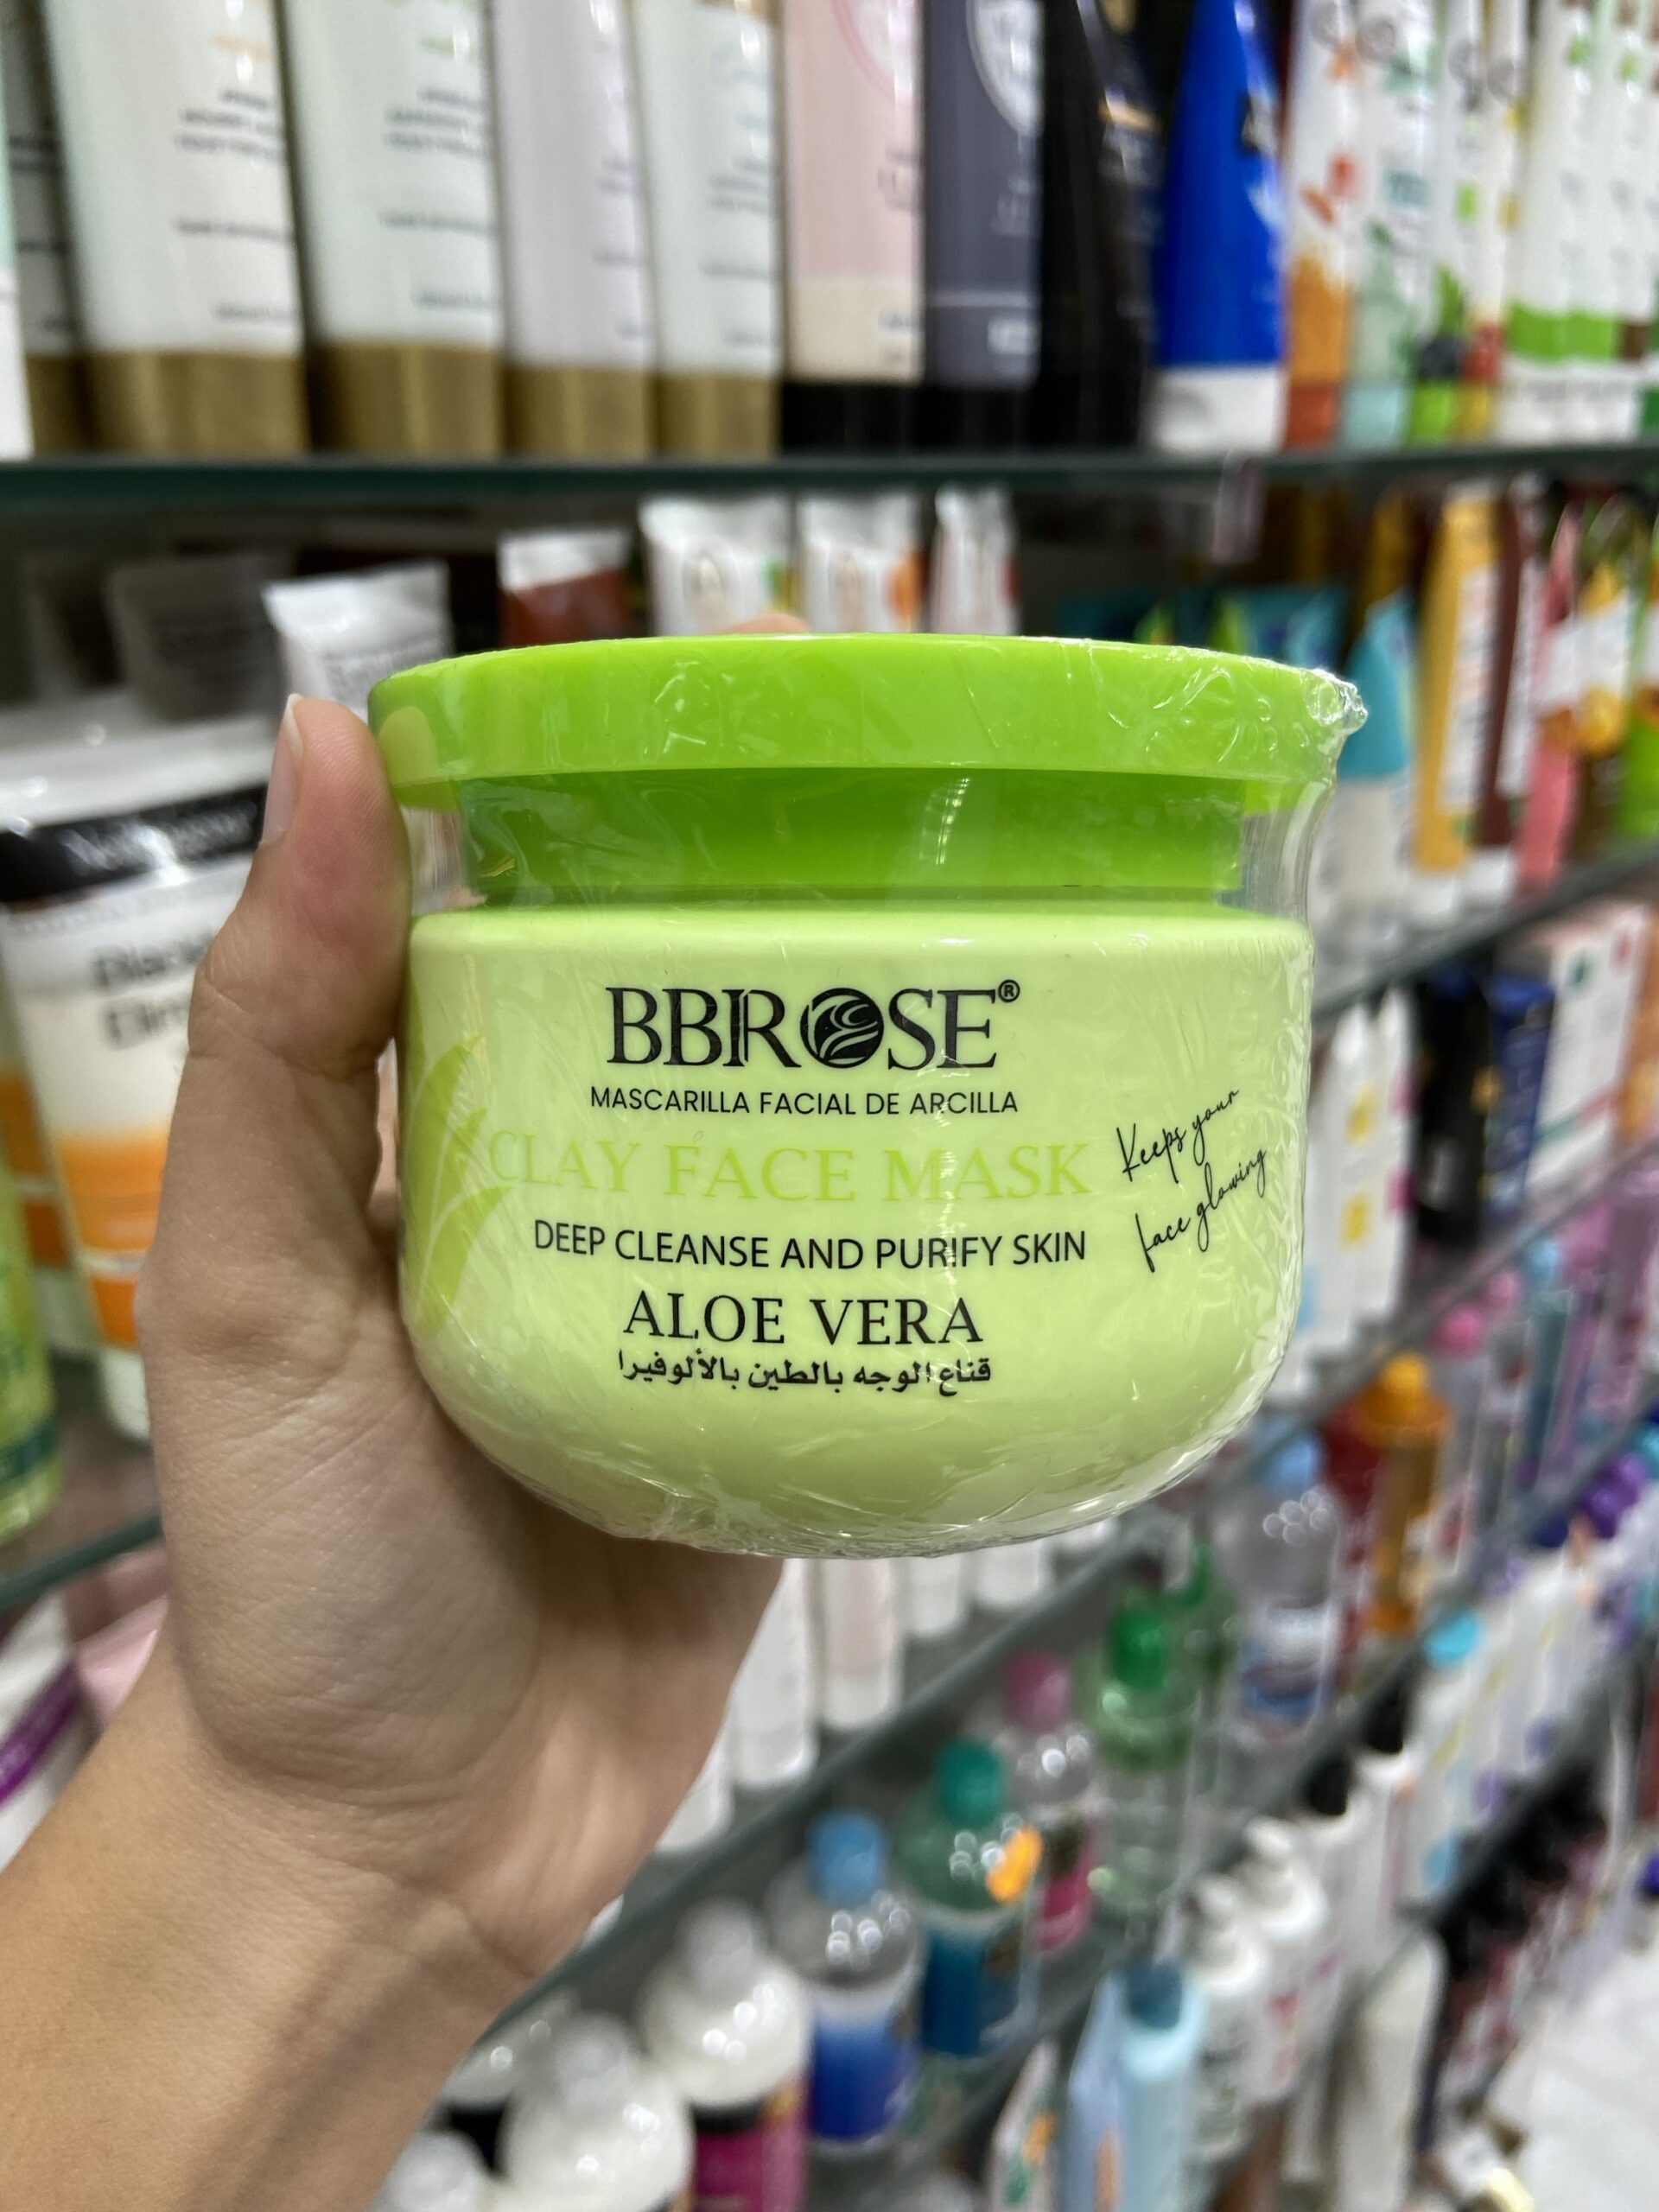 BBROSE®
MASCARILLA FACIAL DE ARCILLA
CLAY FACE MASK
Keeps your
face glowing
DEEP CLEANSE AND PURIFY SKIN
ALOE VERA
قناع الوجه بالطين بالألوفيرا